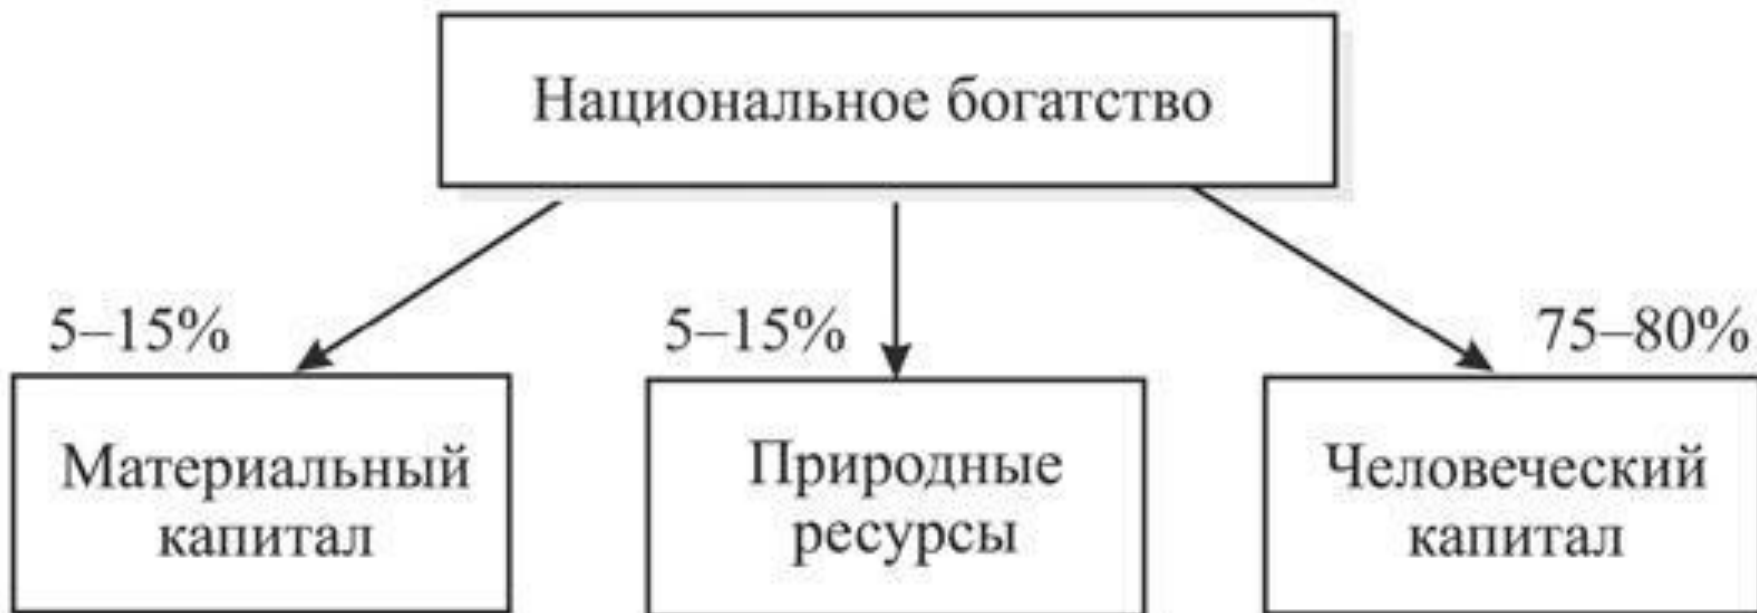 Национальное богатство
5–15%
5–15%
75–80%
Материальный
капитал
Природные
ресурсы
Человеческий
капитал